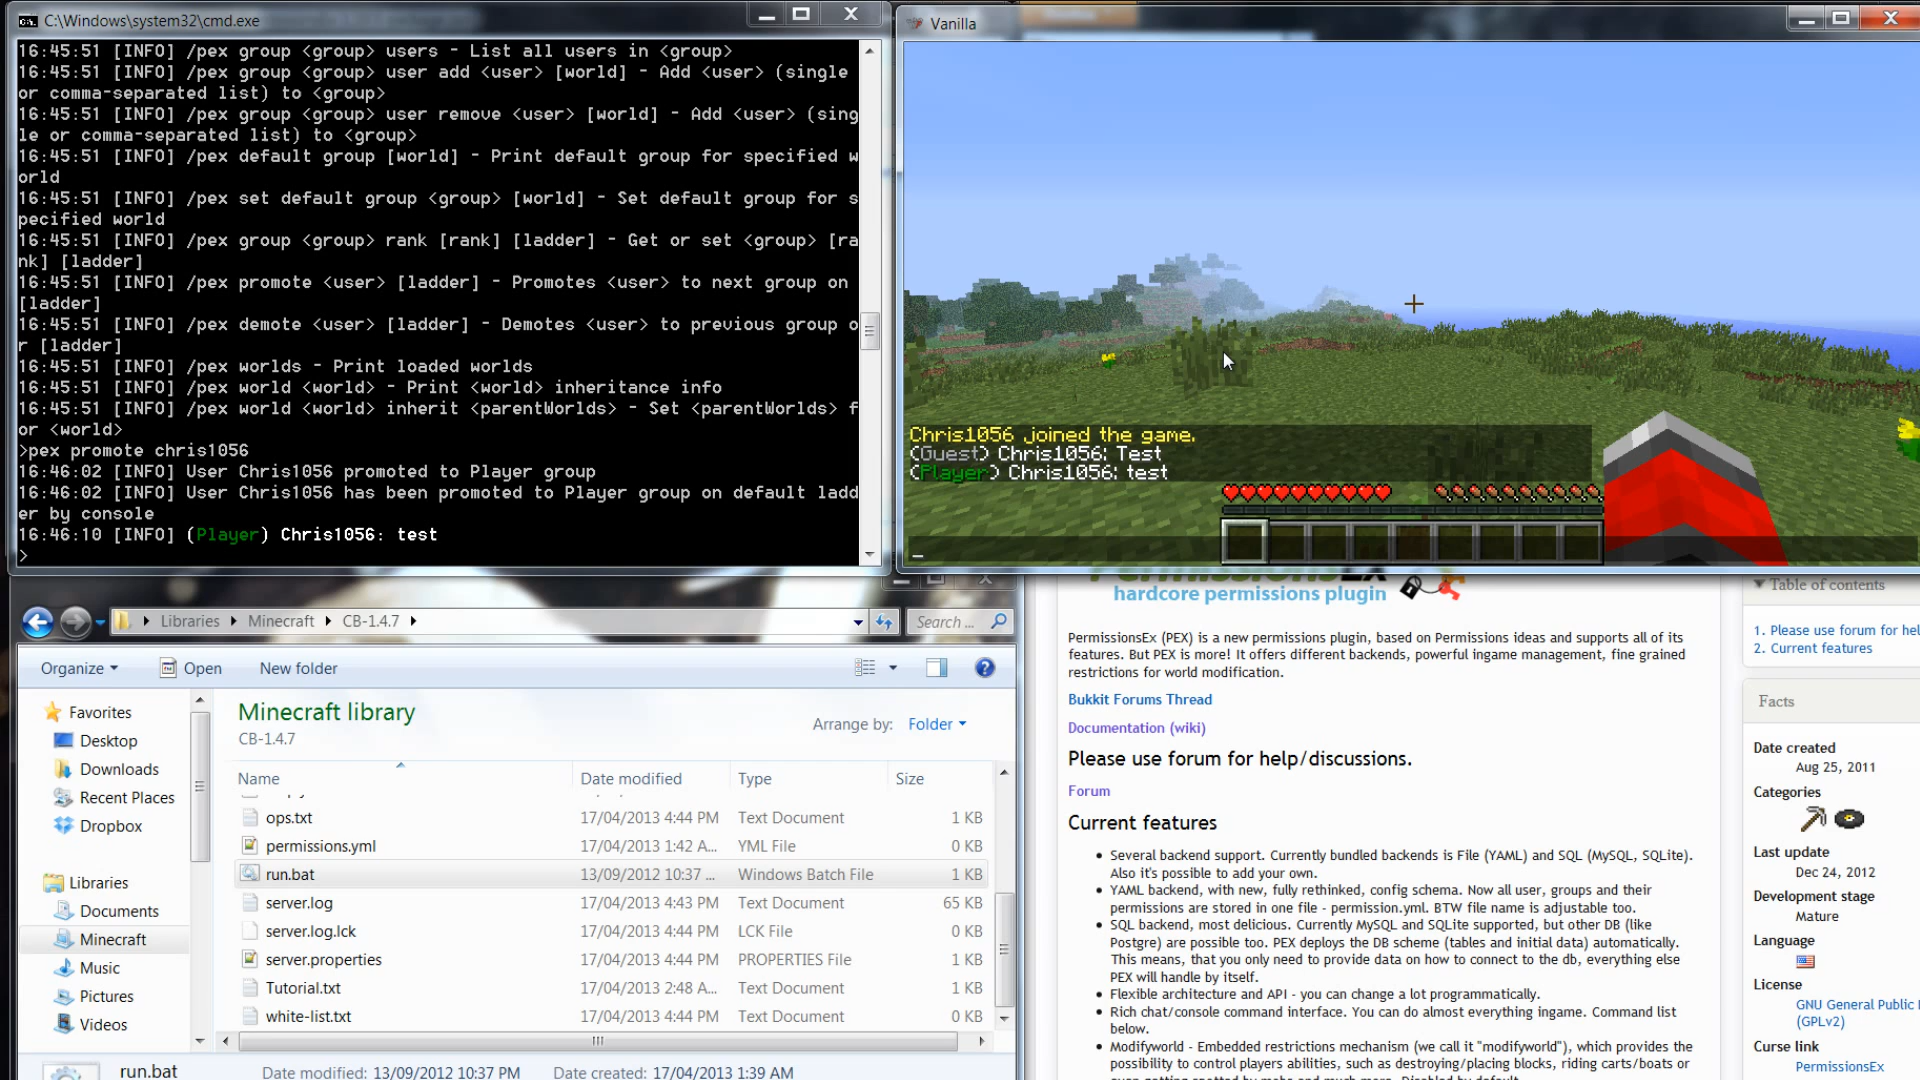 C:\Windows\system32\cmd.exe
16:45:51 [INFO] /pex group <group> users - List all users in <group>
16:45:51 [INFO] /pex group <group> user add <user> [world] - Add <user> (single
or comma-separated list) to <group>
16:45:51 [INFO] /pex group <group> user remove <user> [world] - Add <user> (sing
le or comma-separated list) to <group>
16:45:51 [INFO] /pex default group [world] - Print default group for specified w
orld
16:45:51 [INFO] /pex set default group <group> [world] - Set default group for s
pecified world
16:45:51 [INFO] /pex group <group> rank [rank] [ladder] - Get or set <group> [ra
nk] [ladder]
16:45:51 [INFO] /pex promote <user> [ladder] - Promotes <user> to next group on
[ladder]
16:45:51 [INFO] /pex demote <user> [ladder] - Demotes <user> to previous group o
r [ladder]
16:45:51 [INFO] /pex worlds - Print loaded worlds
16:45:51 [INFO] /pex world <world> - Print <world> inheritance info
16:45:51 [INFO] /pex world <world> inherit <parentWorlds> - Set <parentWorlds> f
or <world>
>pex promote chris1056
16:46:02 [INFO] User Chris1056 promoted to Player group
16:46:02 [INFO] User Chris1056 has been promoted to Player group on default ladd
er by console
16:46:10 [INFO] (Player) Chris1056: test
>
Vanilla
Chris1056 joined the game.
(Guest) Chris1056: Test
(Player) Chris1056: test
_
Libraries Minecraft CB-1.4.7
Search ...
Organize Open New folder
Favorites
Desktop
Downloads
Recent Places
Dropbox
Libraries
Documents
Minecraft
Music
Pictures
Videos
Minecraft library
CB-1.4.7
Arrange by: Folder
Name Date modified Type Size
ops.txt 17/04/2013 4:44 PM Text Document 1 KB
permissions.yml 17/04/2013 1:42 A... YML File 0 KB
run.bat 13/09/2012 10:37 ... Windows Batch File 1 KB
server.log 17/04/2013 4:43 PM Text Document 65 KB
server.log.lck 17/04/2013 4:44 PM LCK File 0 KB
server.properties 17/04/2013 4:44 PM PROPERTIES File 1 KB
Tutorial.txt 17/04/2013 2:48 A... Text Document 1 KB
white-list.txt 17/04/2013 4:44 PM Text Document 0 KB
run.bat Date modified: 13/09/2012 10:37 PM Date created: 17/04/2013 1:39 AM
hardcore permissions plugin
PermissionsEx (PEX) is a new permissions plugin, based on Permissions ideas and supports all of its
features. But PEX is more! It offers different backends, powerful ingame management, fine grained
restrictions for world modification.
Bukkit Forums Thread
Documentation (wiki)
Please use forum for help/discussions.
Forum
Current features
• Several backend support. Currently bundled backends is File (YAML) and SQL (MySQL, SQLite).
Also it's possible to add your own.
• YAML backend, with new, fully rethinked, config schema. Now all user, groups and their
permissions are stored in one file - permission.yml. BTW file name is adjustable too.
• SQL backend, most delicious. Currently MySQL and SQLite supported, but other DB (like
Postgre) are possible too. PEX deploys the DB scheme (tables and initial data) automatically.
This means, that you only need to provide data on how to connect to the db, everything else
PEX will handle by itself.
• Flexible architecture and API - you can change a lot programmatically.
• Rich chat/console command interface. You can do almost everything ingame. Command list
below.
• Modifyworld - Embedded restrictions mechanism (we call it "modifyworld"), which provides the
possibility to control players abilities, such as destroying/placing blocks, riding carts/boats or
Table of contents
1. Please use forum for hel
2. Current features
Facts
Date created
Aug 25, 2011
Categories
Last update
Dec 24, 2012
Development stage
Mature
Language
License
GNU General Public L
(GPLv2)
Curse link
PermissionsEx